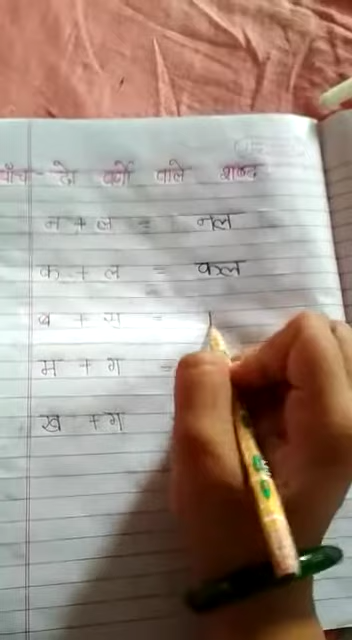 पाँच - दो वर्णो वाले शब्द
न + ल = नल
क + ल = कल
ब + स =
म + ग =
ख + ग